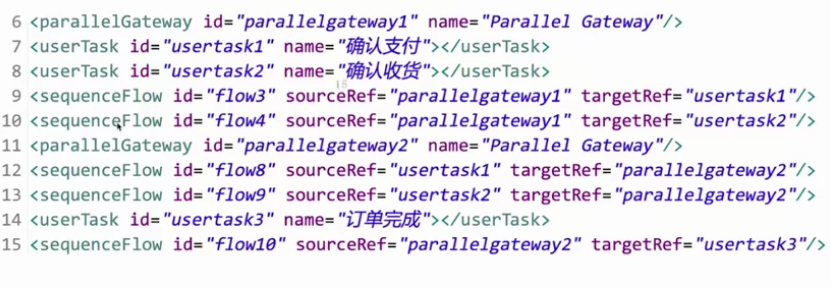 6 <parallelGateway id="parallelgateway1" name="Parallel Gateway"/>
7 <userTask id="usertask1" name="确认支付"></userTask>
8 <userTask id="usertask2" name="确认收货"></userTask>
9 <sequenceFlow id="flow3" sourceRef="parallelgateway1" targetRef="usertask1"/>
10 <sequenceFlow id="flow4" sourceRef="parallelgateway1" targetRef="usertask2"/>
11 <parallelGateway id="parallelgateway2" name="Parallel Gateway"/>
12 <sequenceFlow id="flow8" sourceRef="usertask1" targetRef="parallelgateway2"/>
13 <sequenceFlow id="flow9" sourceRef="usertask2" targetRef="parallelgateway2"/>
14 <userTask id="usertask3" name="订单完成"></userTask>
15 <sequenceFlow id="flow10" sourceRef="parallelgateway2" targetRef="usertask3"/>